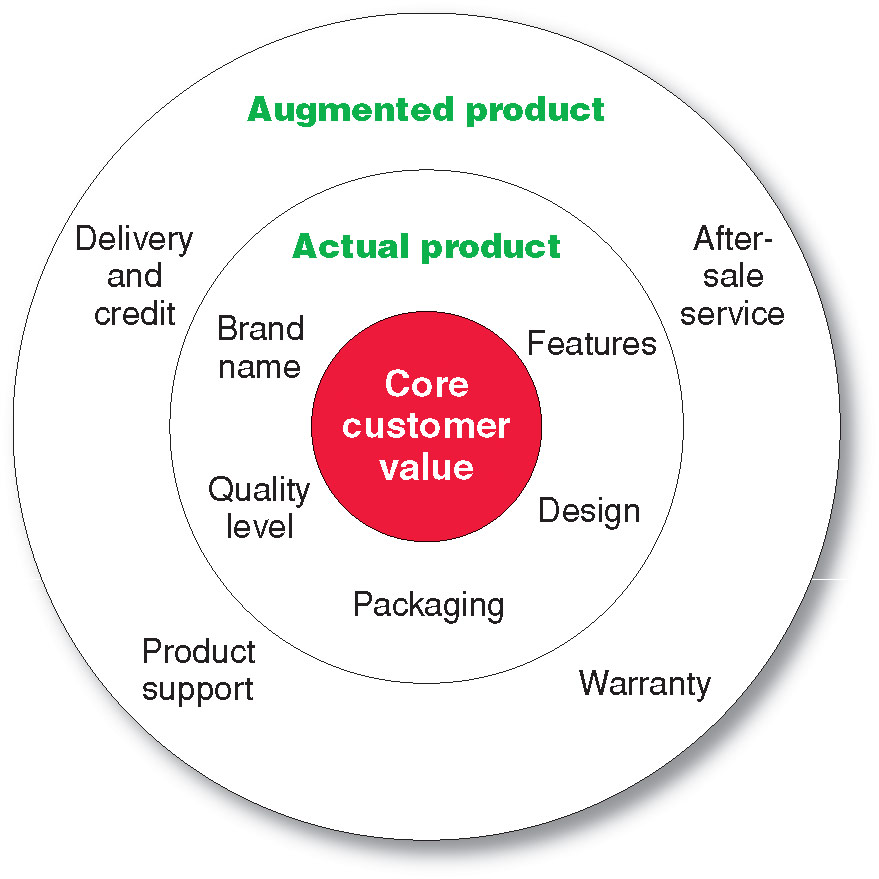 Augmented product
Delivery
and
credit
After-
sale
service
Actual product
Brand
name
Features
Core
customer
value
Quality
level
Design
Packaging
Product
support
Warranty